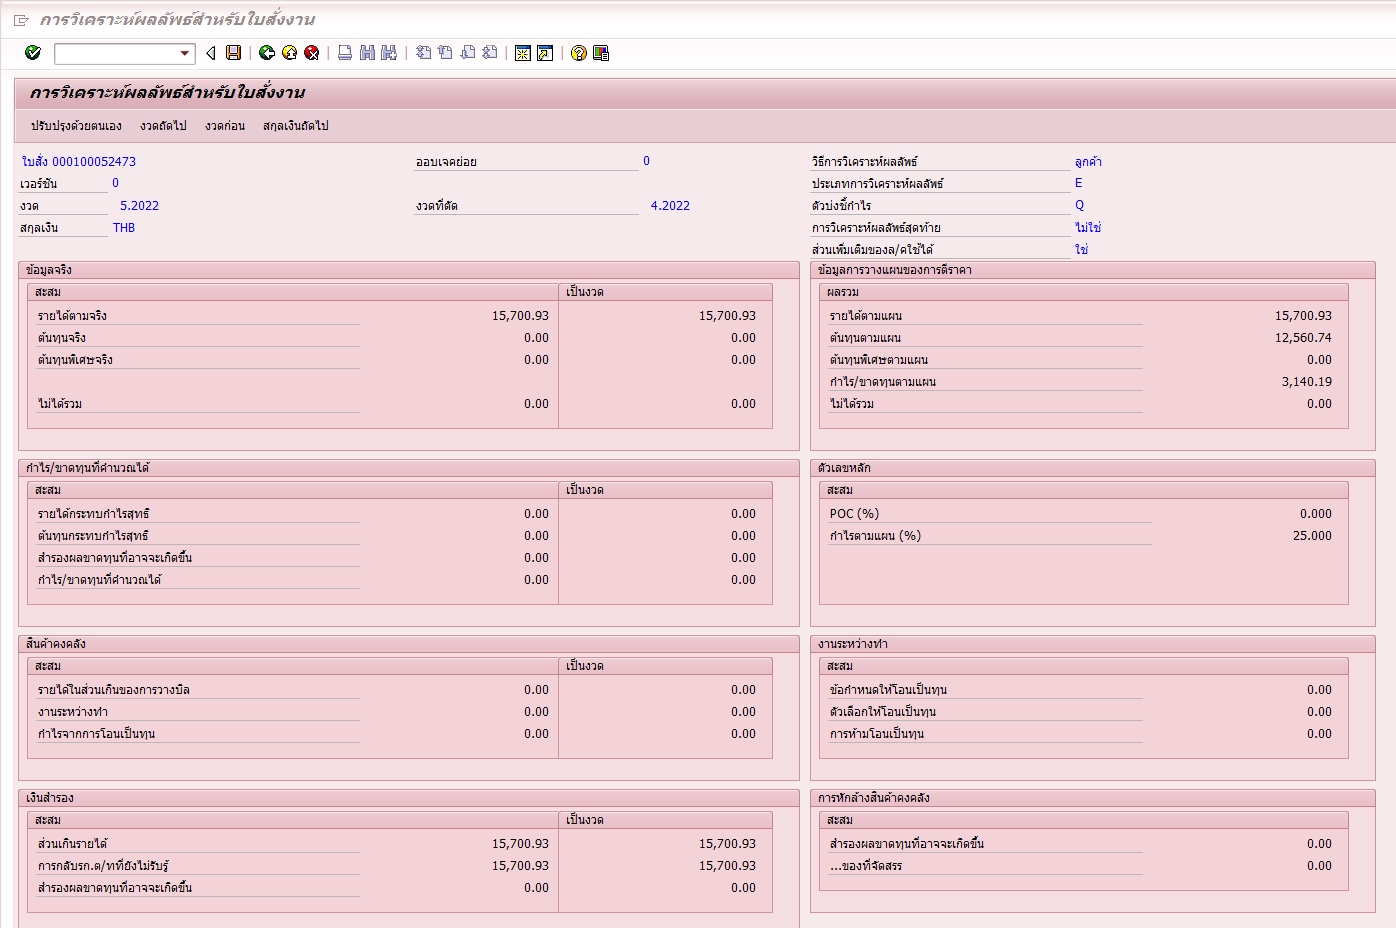 การวิเคราะห์ผลลัพธ์สำหรับใบสั่งงาน
การวิเคราะห์ผลลัพธ์สำหรับใบสั่งงาน
ปรับปรุงด้วยตนเอง งวดถัดไป งวดก่อน สกุลเงินถัดไป
ใบสั่ง 000100052473 ออบเจคย่อย 0 วิธีการวิเคราะห์ผลลัพธ์ ลูกค้า
เวอร์ชัน 0 ประเภทการวิเคราะห์ผลลัพธ์ E
งวด 5.2022 งวดที่ตัด 4.2022 ตัวบ่งชี้กำไร Q
สกุลเงิน THB การวิเคราะห์ผลลัพธ์สุดท้าย ไม่ใช่
ส่วนเพิ่มเติมของล/คใช้ได้ ใช่
ข้อมูลจริง
สะสม เป็นงวด
รายได้ตามจริง 15,700.93 15,700.93
ต้นทุนจริง 0.00 0.00
ต้นทุนพิเศษจริง 0.00 0.00
ไม่ได้รวม 0.00 0.00
ข้อมูลการวางแผนของการตีราคา
ผลรวม
รายได้ตามแผน 15,700.93
ต้นทุนตามแผน 12,560.74
ต้นทุนพิเศษตามแผน 0.00
กำไร/ขาดทุนตามแผน 3,140.19
ไม่ได้รวม 0.00
กำไร/ขาดทุนที่คำนวณได้
สะสม เป็นงวด
รายได้กระทบกำไรสุทธิ 0.00 0.00
ต้นทุนกระทบกำไรสุทธิ 0.00 0.00
สำรองผลขาดทุนที่อาจจะเกิดขึ้น 0.00 0.00
กำไร/ขาดทุนที่คำนวณได้ 0.00 0.00
ตัวเลขหลัก
สะสม
POC (%) 0.000
กำไรตามแผน (%) 25.000
สินค้าคงคลัง
สะสม เป็นงวด
รายได้ในส่วนเกินของการวางบิล 0.00 0.00
งานระหว่างทำ 0.00 0.00
กำไรจากการโอนเป็นทุน 0.00 0.00
งานระหว่างทำ
สะสม
ข้อกำหนดให้โอนเป็นทุน 0.00
ตัวเลือกให้โอนเป็นทุน 0.00
การห้ามโอนเป็นทุน 0.00
เงินสำรอง
สะสม เป็นงวด
ส่วนเกินรายได้ 15,700.93 15,700.93
การกลับรก.ต/ทที่ยังไม่รับรู้ 15,700.93 15,700.93
สำรองผลขาดทุนที่อาจจะเกิดขึ้น 0.00 0.00
การหักล้างสินค้าคงคลัง
สะสม
สำรองผลขาดทุนที่อาจจะเกิดขึ้น 0.00
...ของที่จัดสรร 0.00